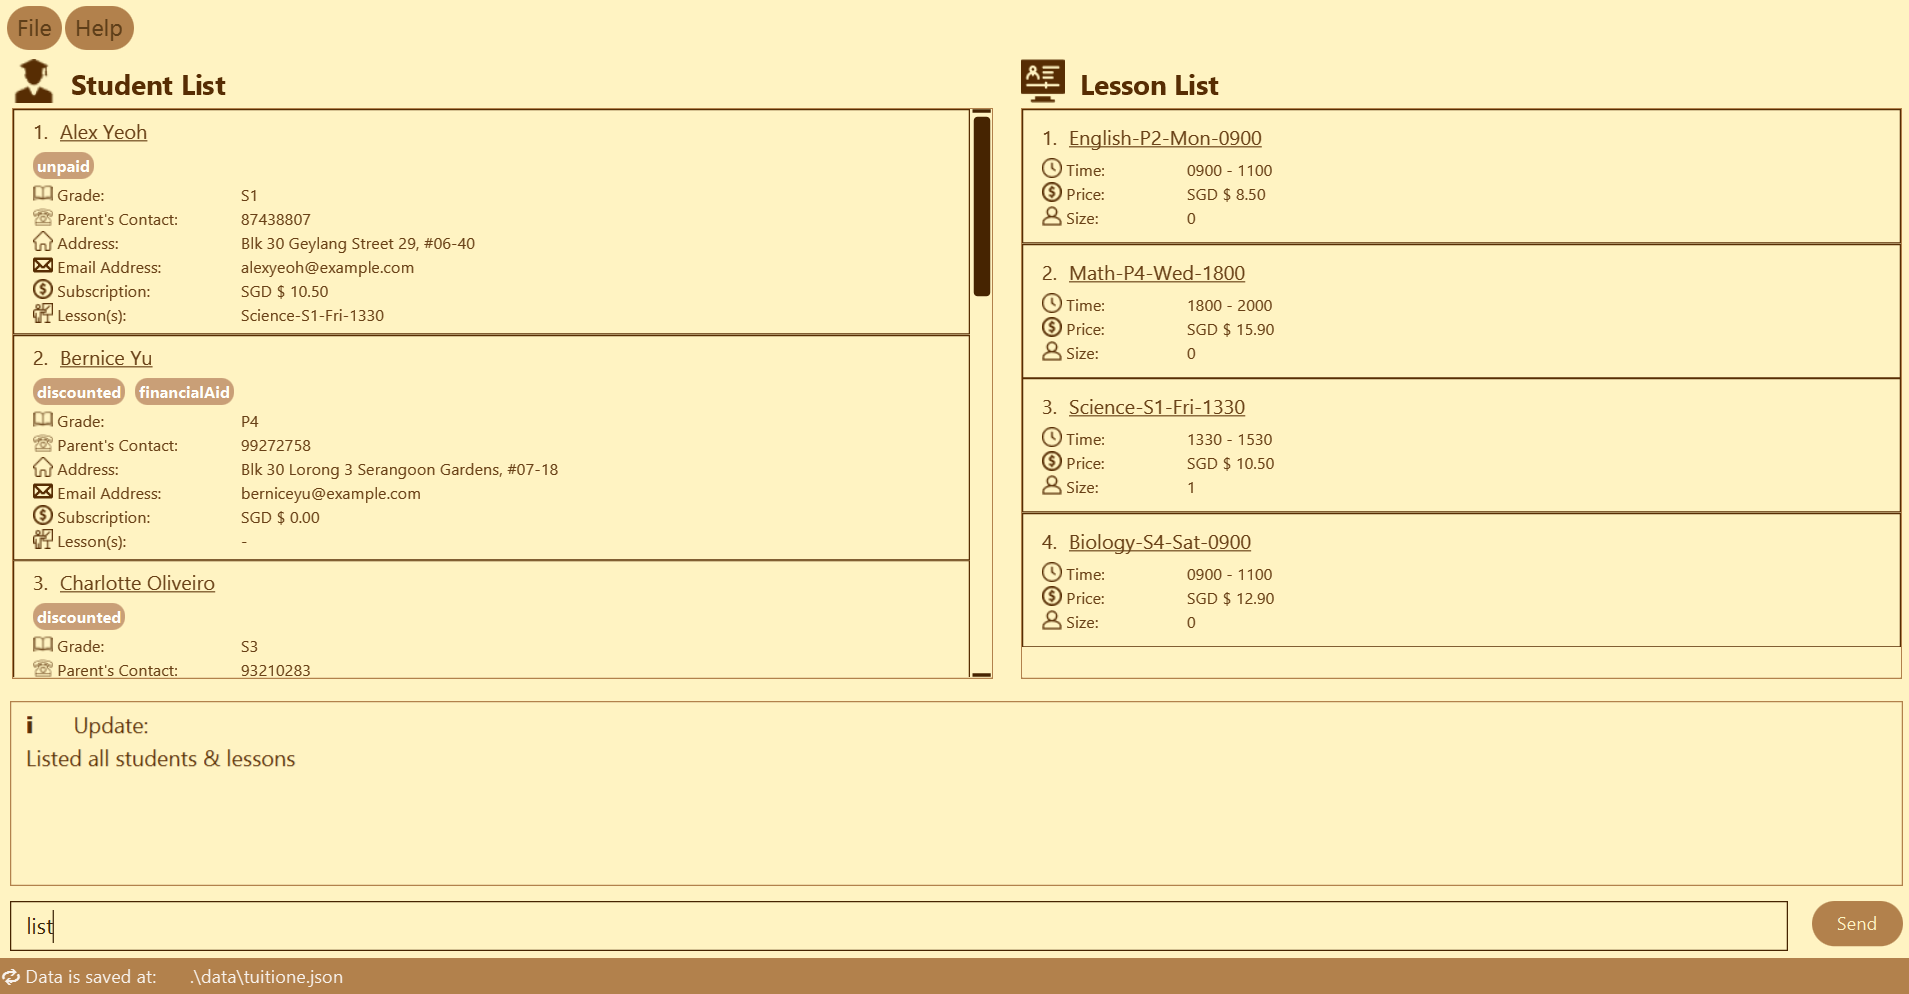 File Help
Student List
1. Alex Yeoh
unpaid
Grade: S1
Parent's Contact: 87438807
Address: Blk 30 Geylang Street 29, #06-40
Email Address: alexyeoh@example.com
Subscription: SGD $ 10.50
Lesson(s): Science-S1-Fri-1330
2. Bernice Yu
discounted financialAid
Grade: P4
Parent's Contact: 99272758
Address: Blk 30 Lorong 3 Serangoon Gardens, #07-18
Email Address: berniceyu@example.com
Subscription: SGD $ 0.00
Lesson(s): -
3. Charlotte Oliveiro
discounted
Grade: S3
Parent's Contact: 93210283
Lesson List
1. English-P2-Mon-0900
Time: 0900 - 1100
Price: SGD $ 8.50
Size: 0
2. Math-P4-Wed-1800
Time: 1800 - 2000
Price: SGD $ 15.90
Size: 0
3. Science-S1-Fri-1330
Time: 1330 - 1530
Price: SGD $ 10.50
Size: 1
4. Biology-S4-Sat-0900
Time: 0900 - 1100
Price: SGD $ 12.90
Size: 0
Update:
Listed all students & lessons
list
Send
Data is saved at: .\data\tuitione.json